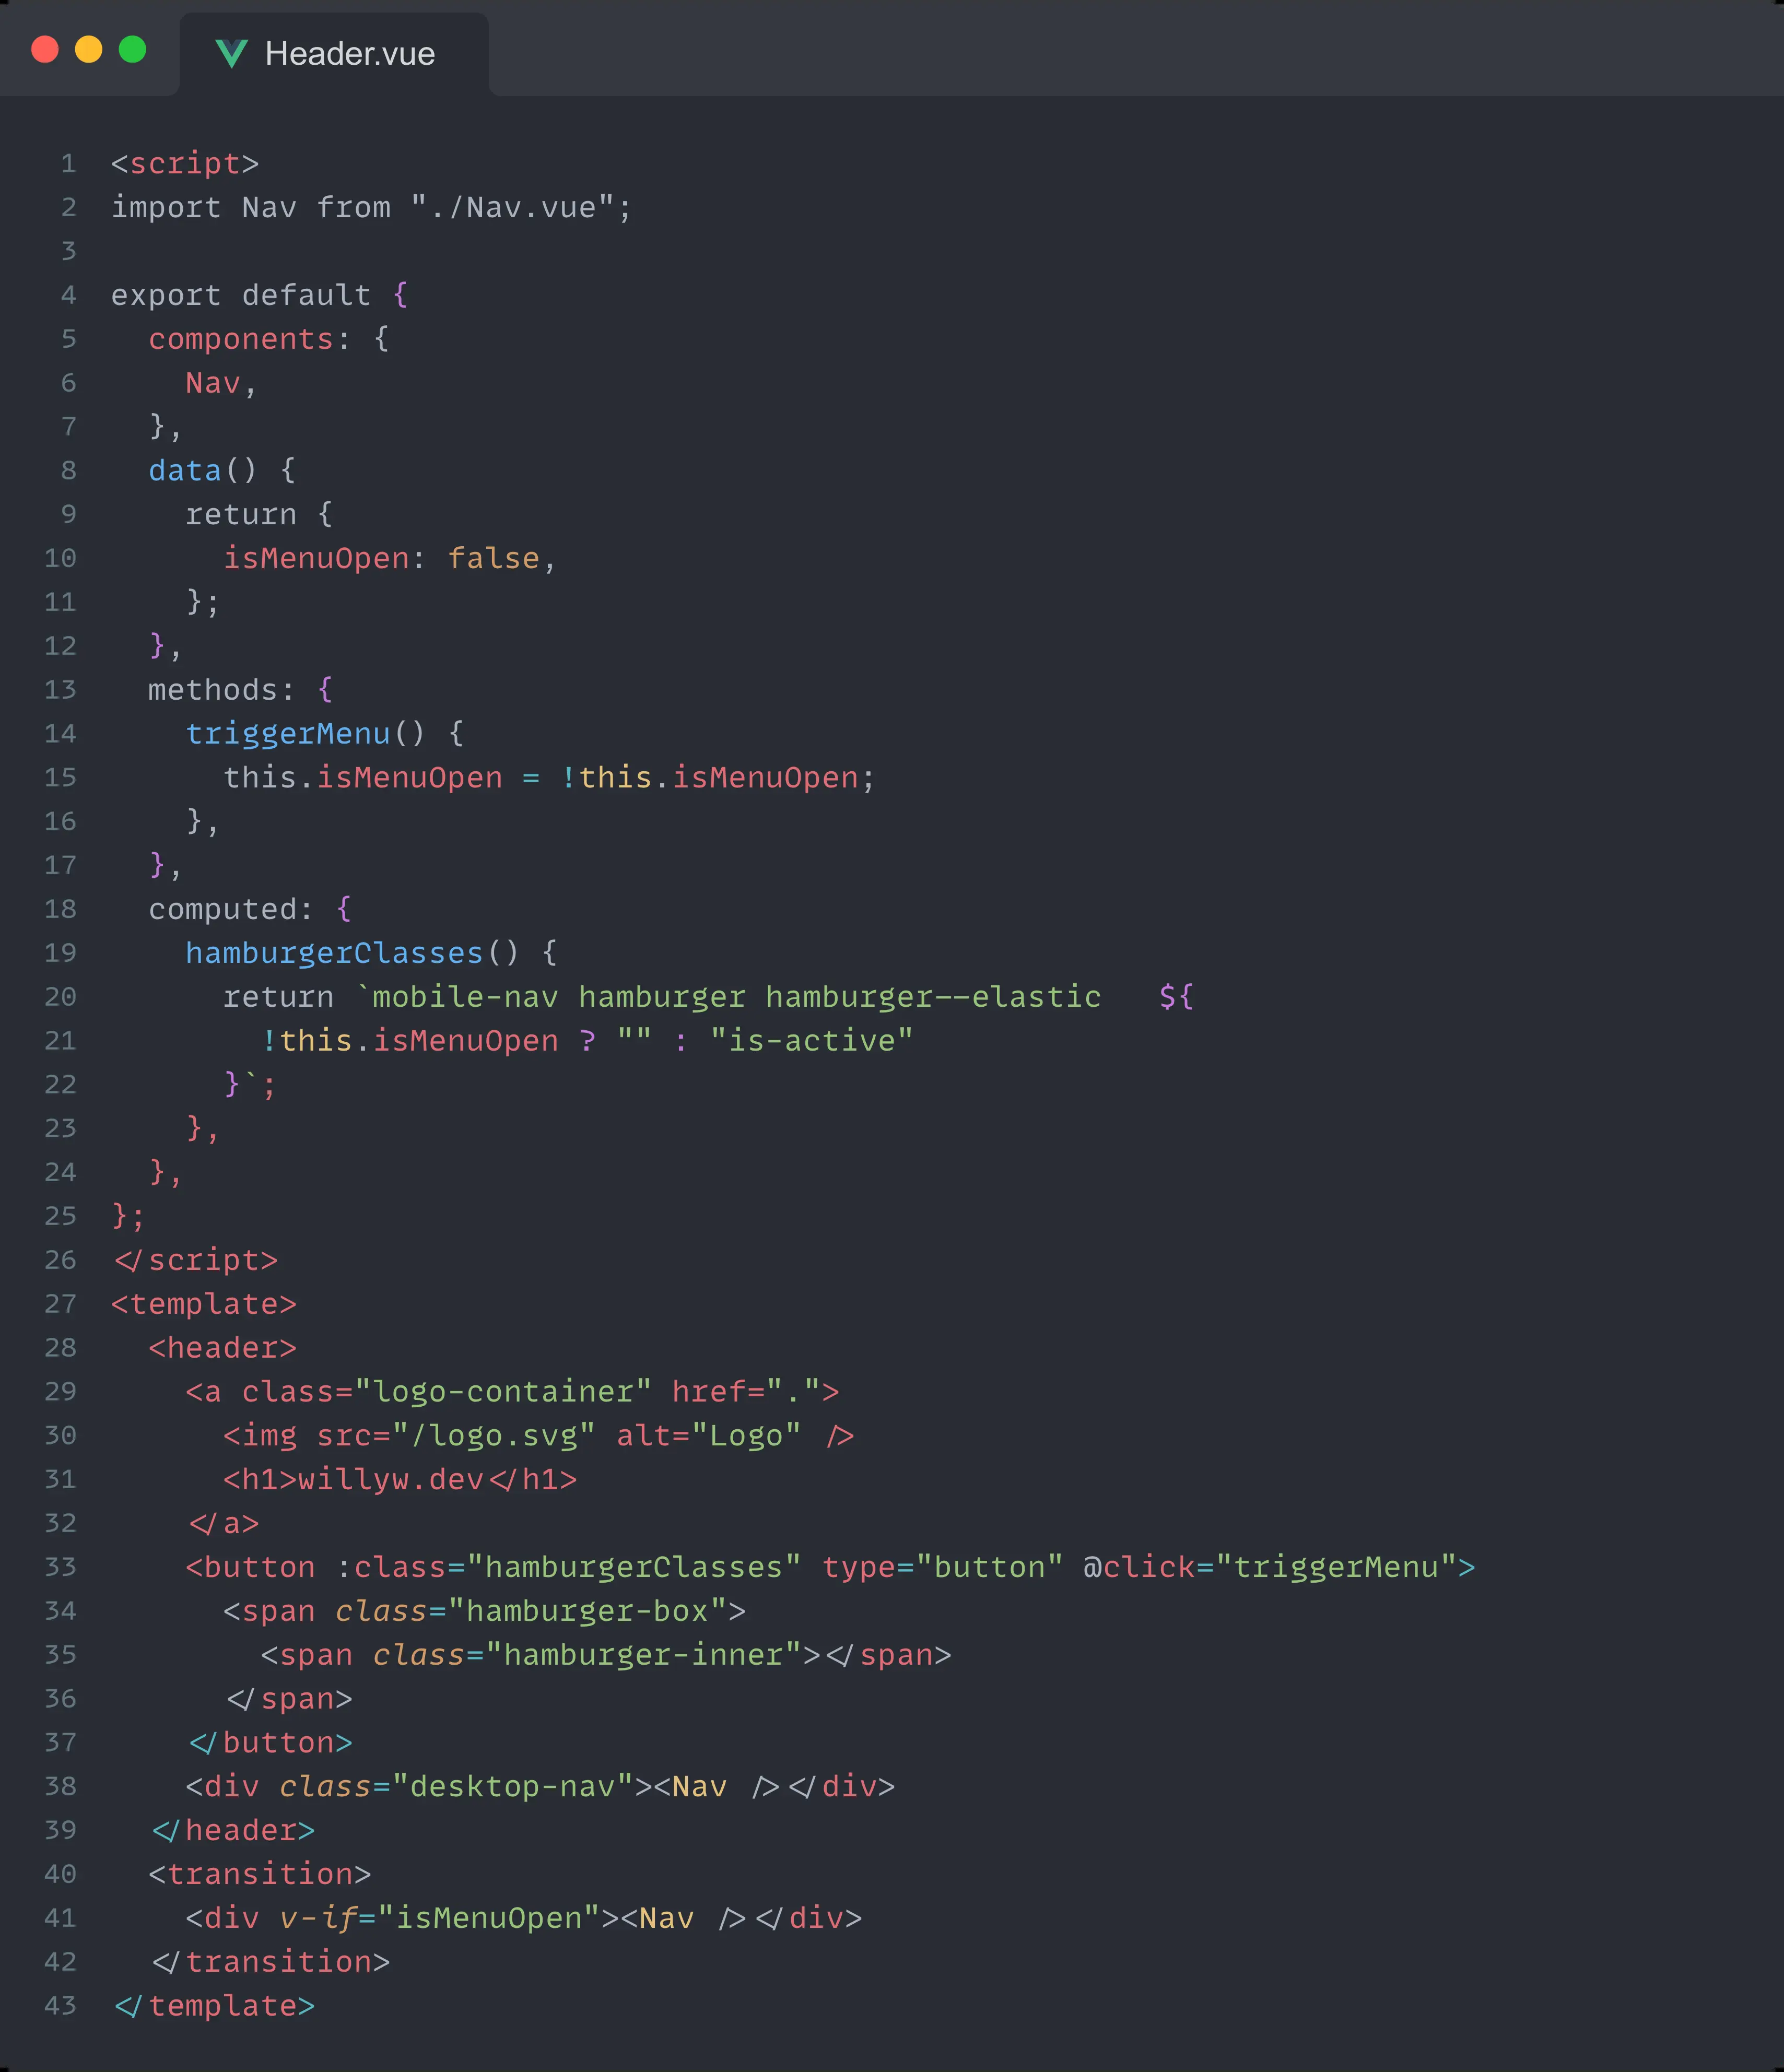 Header.vue
1 <script>
2 import Nav from "./Nav.vue";
3
4 export default {
5   components: {
6     Nav,
7   },
8   data() {
9     return {
10       isMenuOpen: false,
11     };
12   },
13   methods: {
14     triggerMenu() {
15       this.isMenuOpen = !this.isMenuOpen;
16     },
17   },
18   computed: {
19     hamburgerClasses() {
20       return `mobile-nav hamburger hamburger--elastic   ${
21         !this.isMenuOpen ? "" : "is-active"
22       }`;
23     },
24   },
25 };
26 </script>
27 <template>
28   <header>
29     <a class="logo-container" href=".">
30       <img src="/logo.svg" alt="Logo" />
31       <h1>willyw.dev</h1>
32     </a>
33     <button :class="hamburgerClasses" type="button" @click="triggerMenu">
34       <span class="hamburger-box">
35         <span class="hamburger-inner"></span>
36       </span>
37     </button>
38     <div class="desktop-nav"><Nav /></div>
39   </header>
40   <transition>
41     <div v-if="isMenuOpen"><Nav /></div>
42   </transition>
43 </template>